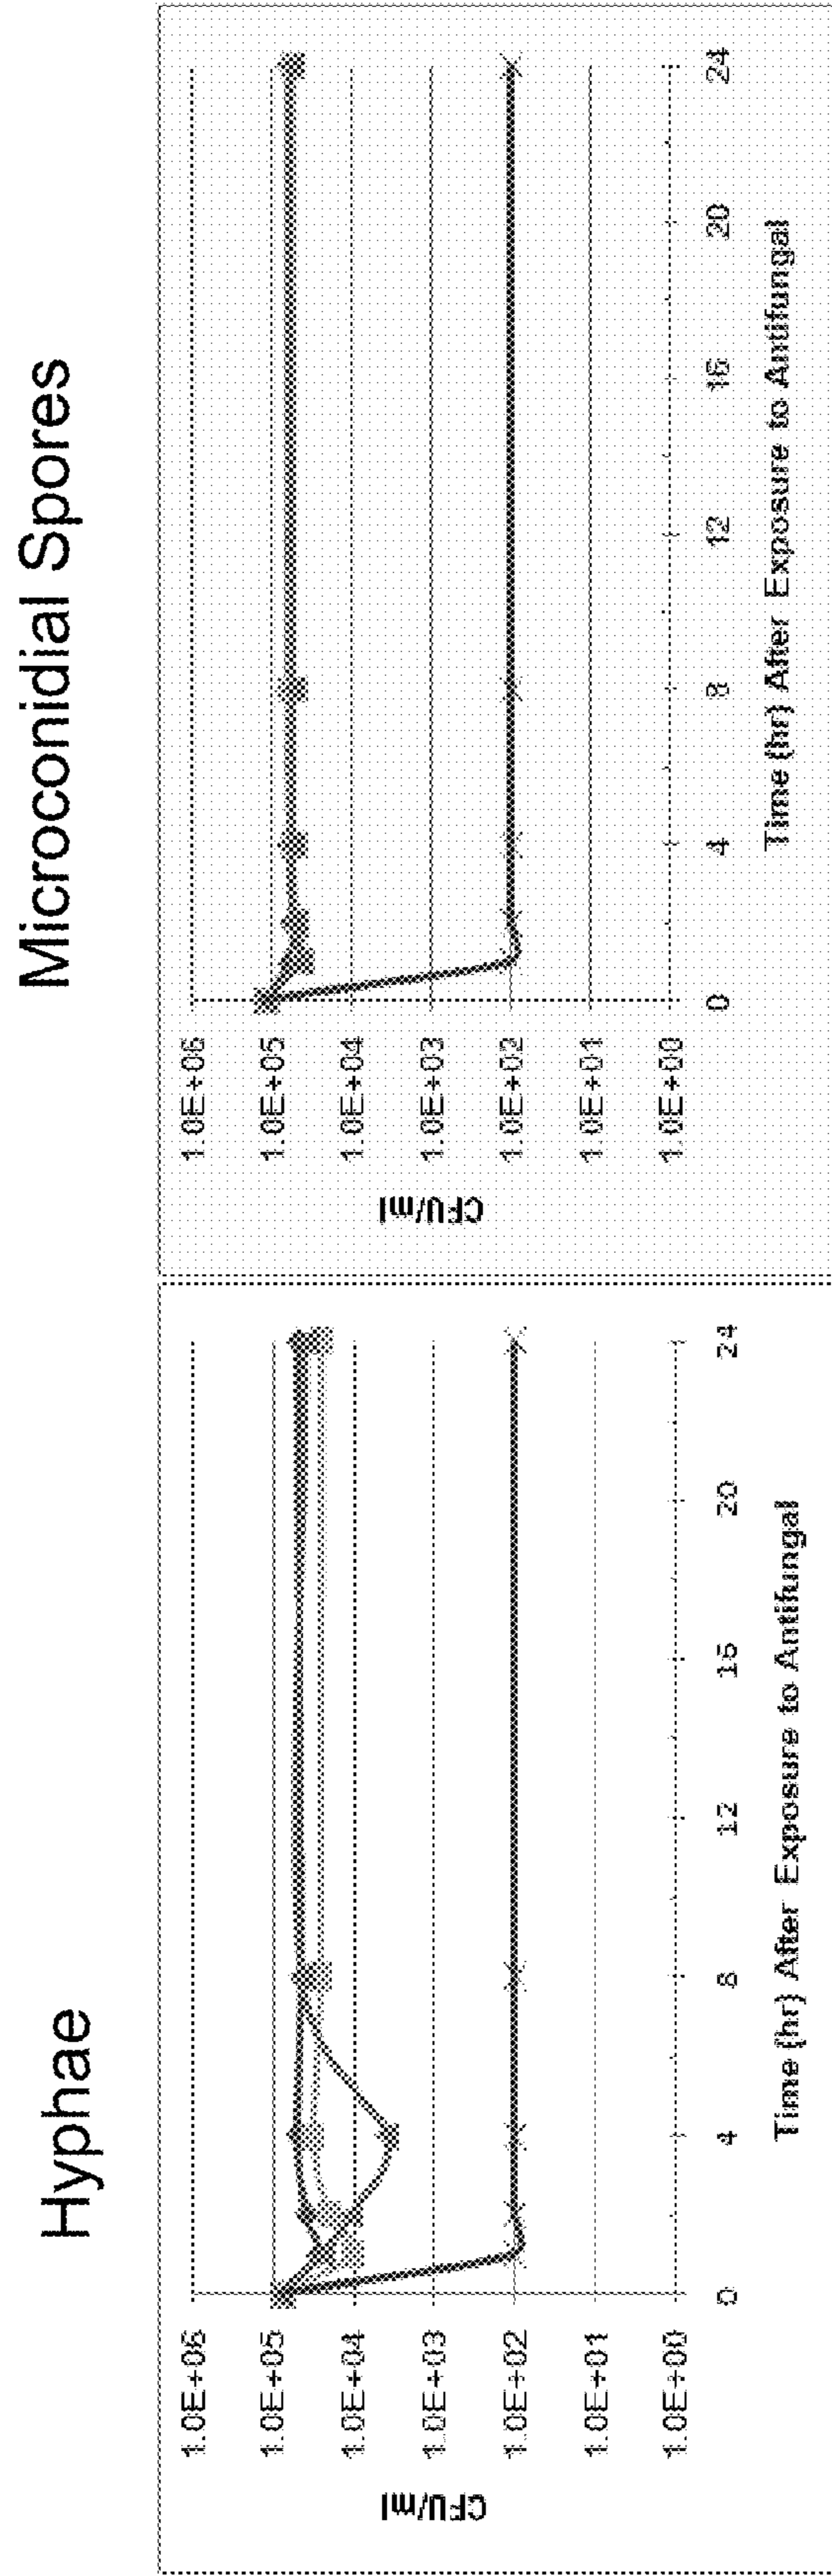 Hyphae
1.0E+06
1.0E+05
1.0E+04
1.0E+03
1.0E+02
1.0E+01
1.0E+00
CFU/ml
0 4 8 12 16 20 24
Time (hr) After Exposure to Antifungal
Microconidial Spores
1.0E+06
1.0E+05
1.0E+04
1.0E+03
1.0E+02
1.0E+01
1.0E+00
CFU/ml
0 4 8 12 16 20 24
Time (hr) After Exposure to Antifungal